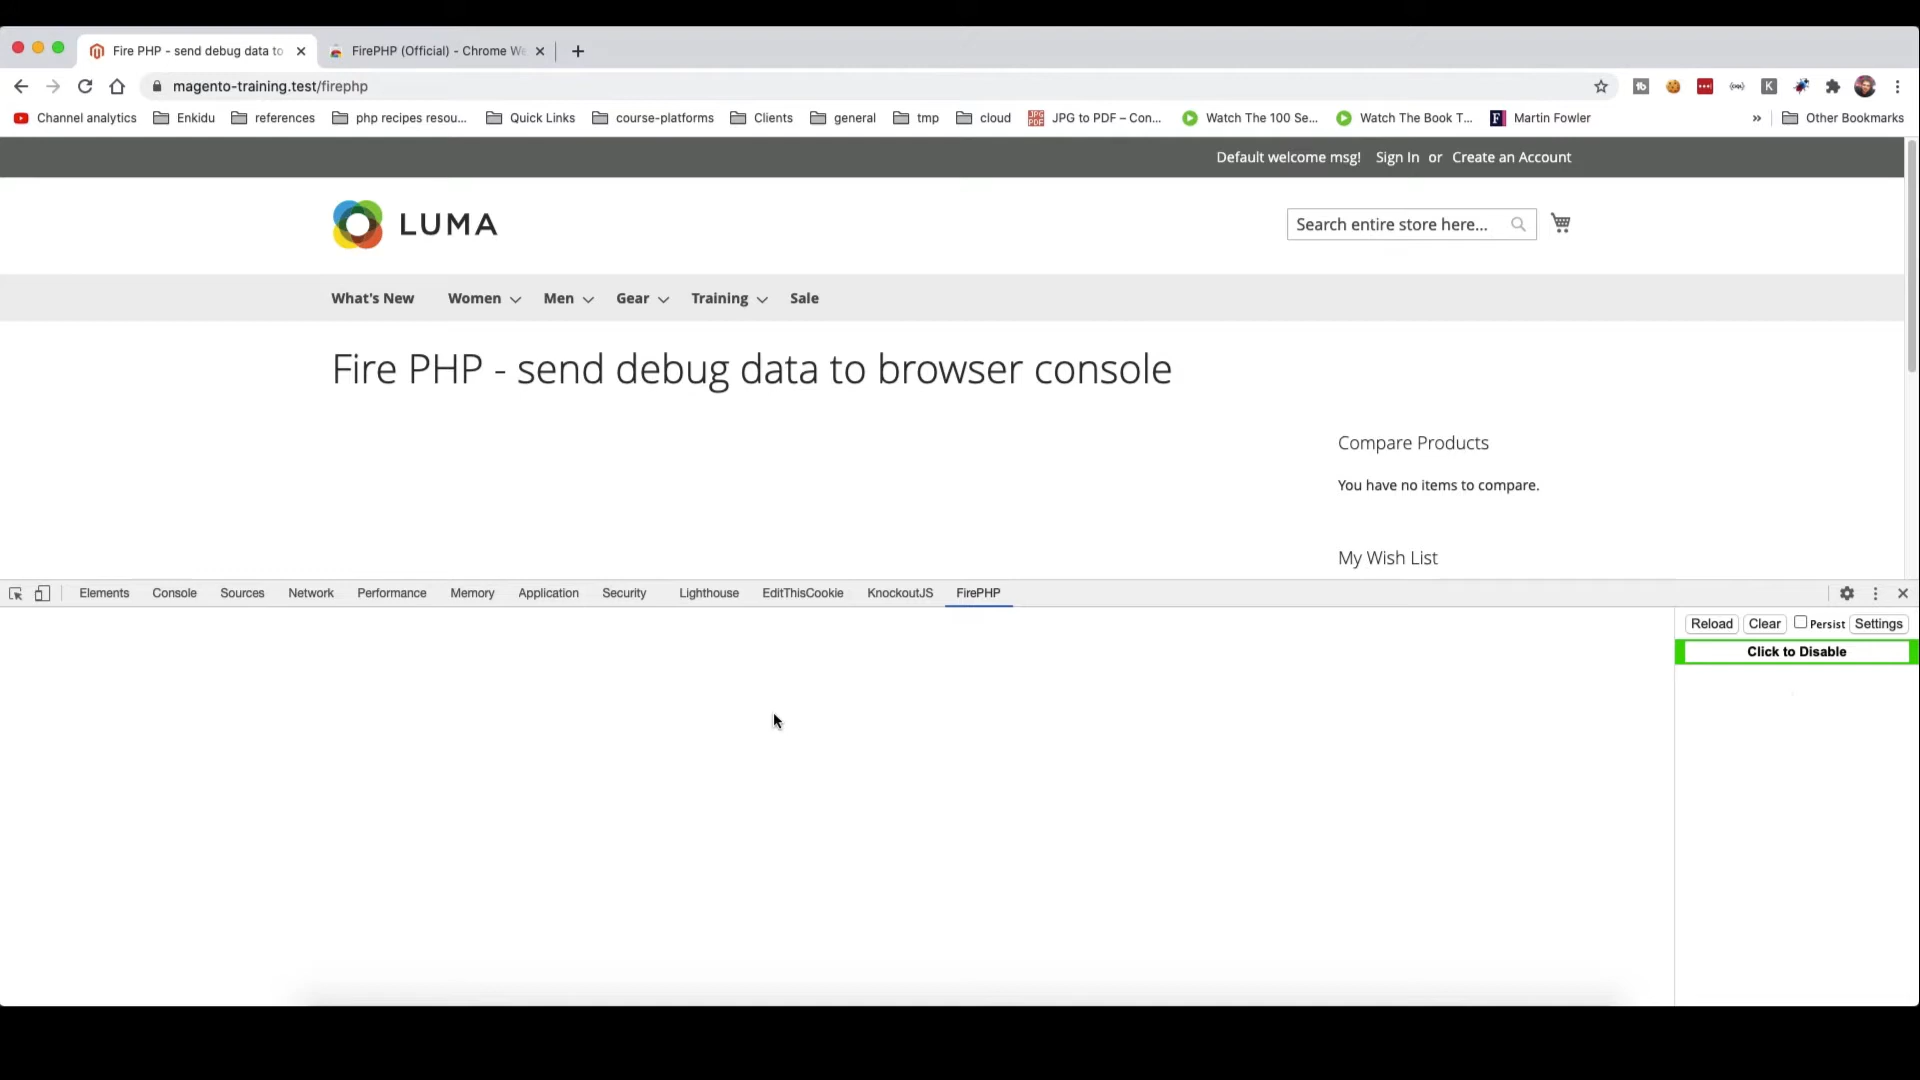 Fire PHP - send debug data to
FirePHP (Official) - Chrome We
magento-training.test/firephp
Channel analytics
Enkidu
references
php recipes resou...
Quick Links
course-platforms
Clients
general
tmp
cloud
JPG to PDF – Con...
Watch The 100 Se...
Watch The Book T...
Martin Fowler
Other Bookmarks
Default welcome msg! Sign In or Create an Account
LUMA
Search entire store here...
What's New Women Men Gear Training Sale
Fire PHP - send debug data to browser console
Compare Products
You have no items to compare.
My Wish List
Elements Console Sources Network Performance Memory Application Security Lighthouse EditThisCookie KnockoutJS FirePHP
Reload Clear Persist Settings
Click to Disable